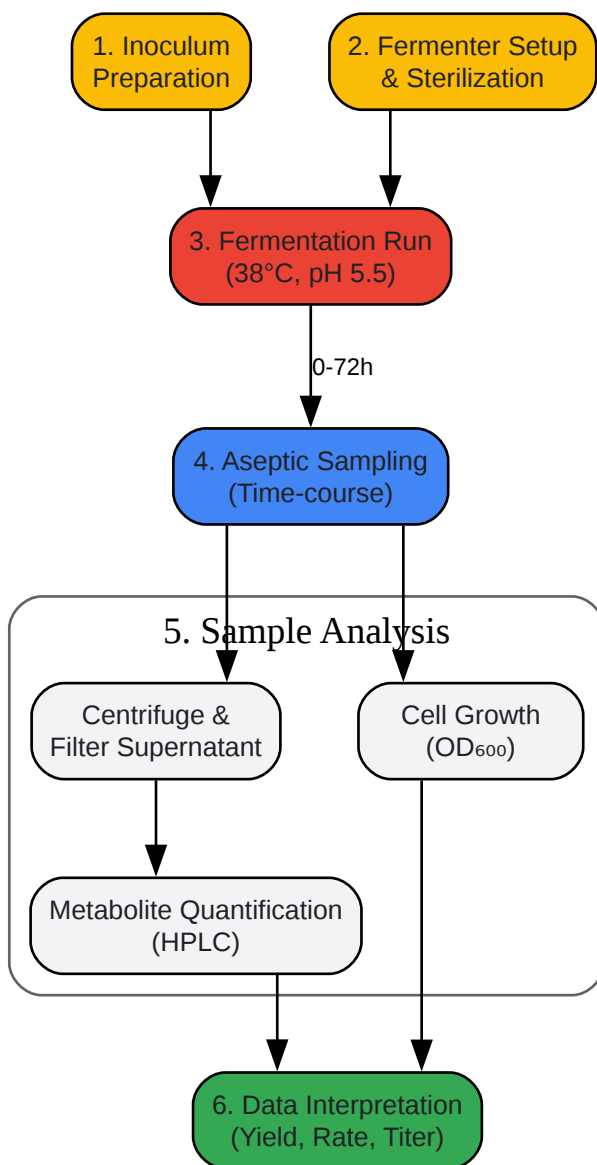 1. Inoculum
Preparation
2. Fermenter Setup
& Sterilization
3. Fermentation Run
(38°C, pH 5.5)
0-72h
4. Aseptic Sampling
(Time-course)
5. Sample Analysis
Centrifuge &
Filter Supernatant
Cell Growth
(OD₆₀₀)
Metabolite Quantification
(HPLC)
6. Data Interpretation
(Yield, Rate, Titer)